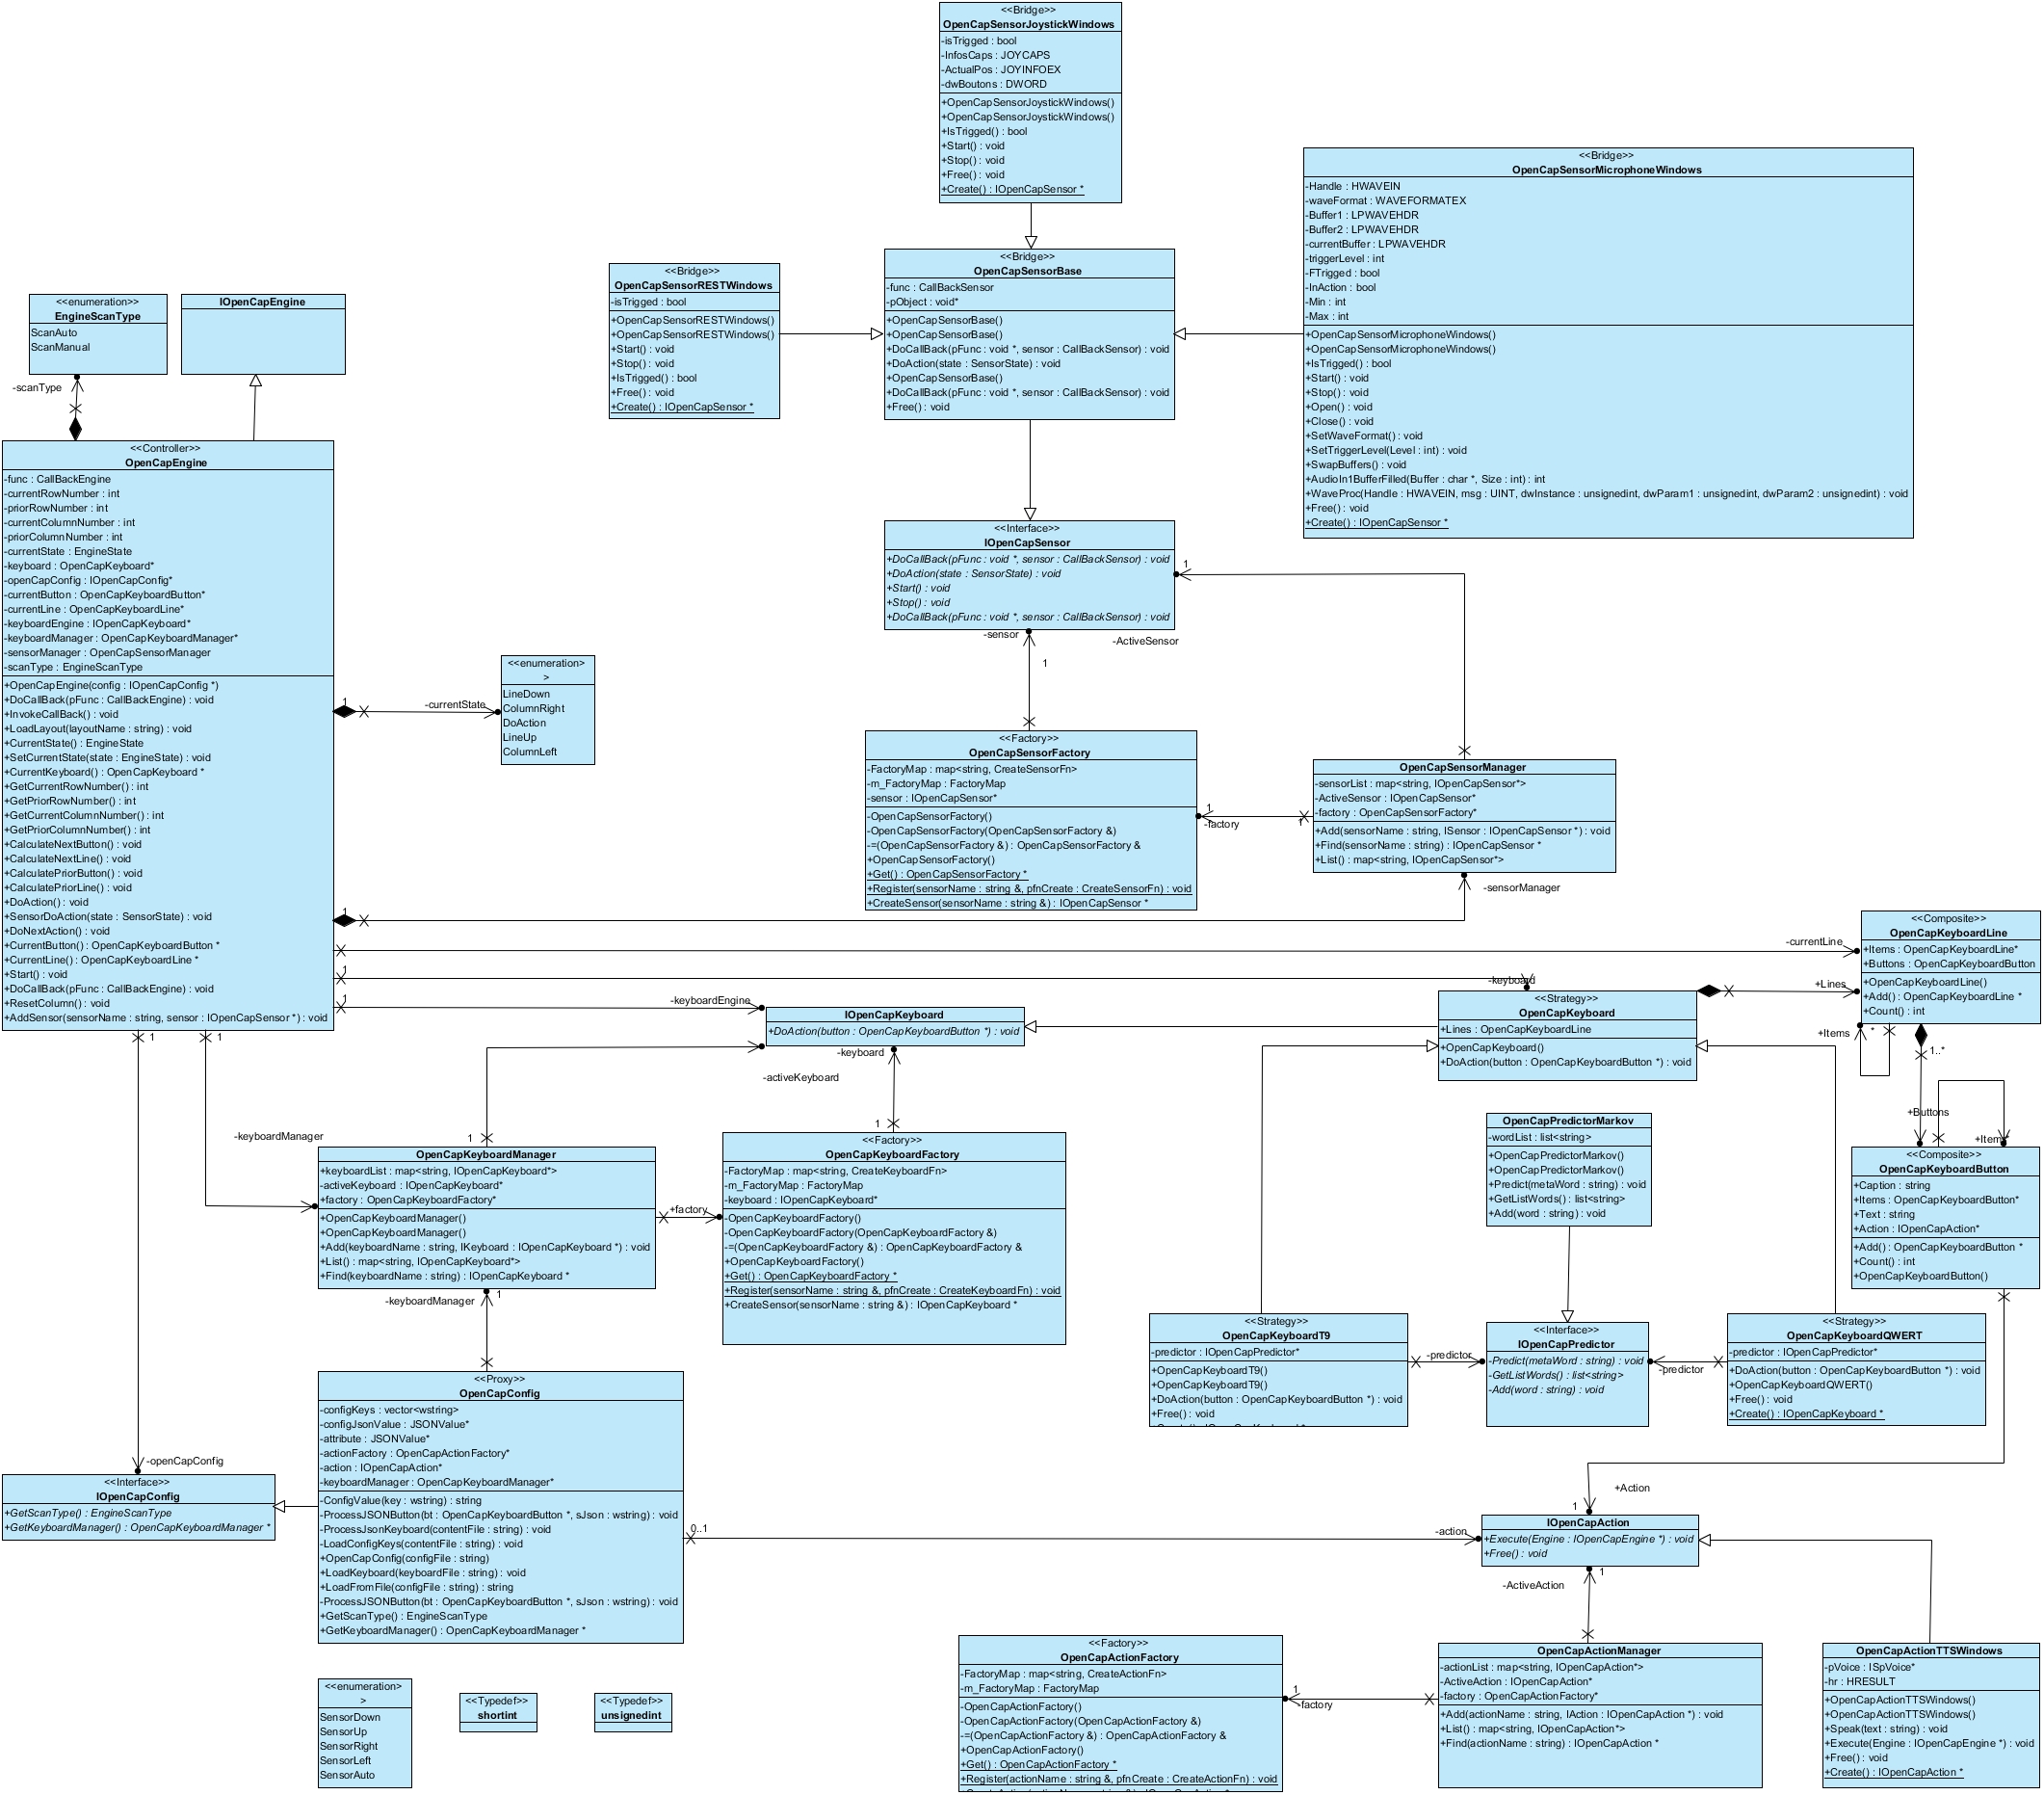 <<Bridge>>
OpenCapSensorJoystickWindows
-isTrigged : bool
-InfosCaps : JOYCAPS
-ActualPos : JOYINFOEX
-dwBoutons : DWORD
+OpenCapSensorJoystickWindows()
+OpenCapSensorJoystickWindows()
+IsTrigged() : bool
+Start() : void
+Stop() : void
+Free() : void
+Create() : IOpenCapSensor *
<<Bridge>>
OpenCapSensorMicrophoneWindows
-Handle : HWAVEIN
-waveFormat : WAVEFORMATEX
-Buffer1 : LPWAVEHDR
-Buffer2 : LPWAVEHDR
-currentBuffer : LPWAVEHDR
-triggerLevel : int
-FTrigged : bool
-InAction : bool
-Min : int
-Max : int
+OpenCapSensorMicrophoneWindows()
+OpenCapSensorMicrophoneWindows()
+IsTrigged() : bool
+Start() : void
+Stop() : void
+Open() : void
+Close() : void
+SetWaveFormat() : void
+SetTriggerLevel(Level : int) : void
+SwapBuffers() : void
+AudioIn1BufferFilled(Buffer : char *, Size : int) : int
+WaveProc(Handle : HWAVEIN, msg : UINT, dwInstance : unsignedint, dwParam1 : unsignedint, dwParam2 : unsignedint) : void
+Free() : void
+Create() : IOpenCapSensor *
<<Bridge>>
OpenCapSensorBase
-func : CallBackSensor
-pObject : void*
+OpenCapSensorBase()
+OpenCapSensorBase()
+DoCallBack(pFunc : void *, sensor : CallBackSensor) : void
+DoAction(state : SensorState) : void
+OpenCapSensorBase()
+DoCallBack(pFunc : void *, sensor : CallBackSensor) : void
+Free() : void
<<Bridge>>
OpenCapSensorRESTWindows
-isTrigged : bool
+OpenCapSensorRESTWindows()
+OpenCapSensorRESTWindows()
+Start() : void
+Stop() : void
+IsTrigged() : bool
+Free() : void
+Create() : IOpenCapSensor *
<<enumeration>>
EngineScanType
ScanAuto
ScanManual
IOpenCapEngine
-scanType
<<Controller>>
OpenCapEngine
-func : CallBackEngine
-currentRowNumber : int
-priorRowNumber : int
-currentColumnNumber : int
-priorColumnNumber : int
-currentState : EngineState
-keyboard : OpenCapKeyboard*
-openCapConfig : IOpenCapConfig*
-currentButton : OpenCapKeyboardButton*
-currentLine : OpenCapKeyboardLine*
-keyboardEngine : IOpenCapKeyboard*
-keyboardManager : OpenCapKeyboardManager*
-sensorManager : OpenCapSensorManager
-scanType : EngineScanType
+OpenCapEngine(config : IOpenCapConfig *)
+DoCallBack(pFunc : CallBackEngine) : void
+InvokeCallBack() : void
+LoadLayout(layoutName : string) : void
+CurrentState() : EngineState
+SetCurrentState(state : EngineState) : void
+CurrentKeyboard() : OpenCapKeyboard *
+GetCurrentRowNumber() : int
+GetPriorRowNumber() : int
+GetCurrentColumnNumber() : int
+GetPriorColumnNumber() : int
+CalculateNextButton() : void
+CalculateNextLine() : void
+CalculatePriorButton() : void
+CalculatePriorLine() : void
+DoAction() : void
+SensorDoAction(state : SensorState) : void
+DoNextAction() : void
+CurrentButton() : OpenCapKeyboardButton *
+CurrentLine() : OpenCapKeyboardLine *
+Start() : void
+DoCallBack(pFunc : CallBackEngine) : void
+ResetColumn() : void
+AddSensor(sensorName : string, sensor : IOpenCapSensor *) : void
<<Interface>>
IOpenCapSensor
+DoCallBack(pFunc : void *, sensor : CallBackSensor) : void
+DoAction(state : SensorState) : void
+Start() : void
+Stop() : void
+DoCallBack(pFunc : void *, sensor : CallBackSensor) : void
1
-sensor
-ActiveSensor
1
<<enumeration>
>
LineDown
ColumnRight
DoAction
LineUp
ColumnLeft
1
-currentState
<<Factory>>
OpenCapSensorFactory
-FactoryMap : map<string, CreateSensorFn>
-m_FactoryMap : FactoryMap
-sensor : IOpenCapSensor*
-OpenCapSensorFactory()
-OpenCapSensorFactory(OpenCapSensorFactory &)
-=(OpenCapSensorFactory &) : OpenCapSensorFactory &
+OpenCapSensorFactory()
+Get() : OpenCapSensorFactory *
+Register(sensorName : string &, pfnCreate : CreateSensorFn) : void
+CreateSensor(sensorName : string &) : IOpenCapSensor *
1
-factory
1
OpenCapSensorManager
-sensorList : map<string, IOpenCapSensor*>
-ActiveSensor : IOpenCapSensor*
-factory : OpenCapSensorFactory*
+Add(sensorName : string, ISensor : IOpenCapSensor *) : void
+Find(sensorName : string) : IOpenCapSensor *
+List() : map<string, IOpenCapSensor*>
-sensorManager
1
-currentLine
1
-keyboard
1
-keyboardEngine
<<Composite>>
OpenCapKeyboardLine
+Items : OpenCapKeyboardLine*
+Buttons : OpenCapKeyboardButton
+OpenCapKeyboardLine()
+Add() : OpenCapKeyboardLine *
+Count() : int
+Lines
+Items
*
1..*
+Buttons
+Item*
<<Strategy>>
OpenCapKeyboard
+Lines : OpenCapKeyboardLine
+OpenCapKeyboard()
+DoAction(button : OpenCapKeyboardButton *) : void
IOpenCapKeyboard
+DoAction(button : OpenCapKeyboardButton *) : void
-keyboard
-activeKeyboard
1
1
-keyboardManager
1
1
OpenCapKeyboardManager
+keyboardList : map<string, IOpenCapKeyboard*>
-activeKeyboard : IOpenCapKeyboard*
+factory : OpenCapKeyboardFactory*
+OpenCapKeyboardManager()
+OpenCapKeyboardManager()
+Add(keyboardName : string, IKeyboard : IOpenCapKeyboard *) : void
+List() : map<string, IOpenCapKeyboard*>
+Find(keyboardName : string) : IOpenCapKeyboard *
+factory
<<Factory>>
OpenCapKeyboardFactory
-FactoryMap : map<string, CreateKeyboardFn>
-m_FactoryMap : FactoryMap
-keyboard : IOpenCapKeyboard*
-OpenCapKeyboardFactory()
-OpenCapKeyboardFactory(OpenCapKeyboardFactory &)
-=(OpenCapKeyboardFactory &) : OpenCapKeyboardFactory &
+OpenCapKeyboardFactory()
+Get() : OpenCapKeyboardFactory *
+Register(sensorName : string &, pfnCreate : CreateKeyboardFn) : void
+CreateSensor(sensorName : string &) : IOpenCapKeyboard *
OpenCapPredictorMarkov
-wordList : list<string>
+OpenCapPredictorMarkov()
+OpenCapPredictorMarkov()
+Predict(metaWord : string) : void
+GetListWords() : list<string>
+Add(word : string) : void
<<Composite>>
OpenCapKeyboardButton
+Caption : string
+Items : OpenCapKeyboardButton*
+Text : string
+Action : IOpenCapAction*
+Add() : OpenCapKeyboardButton *
+Count() : int
+OpenCapKeyboardButton()
-keyboardManager
1
<<Strategy>>
OpenCapKeyboardT9
-predictor : IOpenCapPredictor*
+OpenCapKeyboardT9()
+OpenCapKeyboardT9()
+DoAction(button : OpenCapKeyboardButton *) : void
+Free() : void
-predictor
<<Interface>>
IOpenCapPredictor
-Predict(metaWord : string) : void
-GetListWords() : list<string>
-Add(word : string) : void
-predictor
<<Strategy>>
OpenCapKeyboardQWERT
-predictor : IOpenCapPredictor*
+DoAction(button : OpenCapKeyboardButton *) : void
+OpenCapKeyboardQWERT()
+Free() : void
+Create() : IOpenCapKeyboard *
<<Proxy>>
OpenCapConfig
-configKeys : vector<wstring>
-configJsonValue : JSONValue*
-attribute : JSONValue*
-actionFactory : OpenCapActionFactory*
-action : IOpenCapAction*
-keyboardManager : OpenCapKeyboardManager*
-ConfigValue(key : wstring) : string
-ProcessJSONButton(bt : OpenCapKeyboardButton *, sJson : wstring) : void
-ProcessJsonKeyboard(contentFile : string) : void
-LoadConfigKeys(contentFile : string) : void
+OpenCapConfig(configFile : string)
+LoadKeyboard(keyboardFile : string) : void
+LoadFromFile(configFile : string) : string
-ProcessJSONButton(bt : OpenCapKeyboardButton *, sJson : wstring) : void
+GetScanType() : EngineScanType
+GetKeyboardManager() : OpenCapKeyboardManager *
-openCapConfig
<<Interface>>
IOpenCapConfig
+GetScanType() : EngineScanType
+GetKeyboardManager() : OpenCapKeyboardManager *
0..1
-action
+Action
1
IOpenCapAction
+Execute(Engine : IOpenCapEngine *) : void
+Free() : void
-ActiveAction
1
<<Factory>>
OpenCapActionFactory
-FactoryMap : map<string, CreateActionFn>
-m_FactoryMap : FactoryMap
-OpenCapActionFactory()
-OpenCapActionFactory(OpenCapActionFactory &)
-=(OpenCapActionFactory &) : OpenCapActionFactory &
+OpenCapActionFactory()
+Get() : OpenCapActionFactory *
+Register(actionName : string &, pfnCreate : CreateActionFn) : void
1
-factory
OpenCapActionManager
-actionList : map<string, IOpenCapAction*>
-ActiveAction : IOpenCapAction*
-factory : OpenCapActionFactory*
+Add(actionName : string, IAction : IOpenCapAction *) : void
+List() : map<string, IOpenCapAction*>
+Find(actionName : string) : IOpenCapAction *
OpenCapActionTTSWindows
-pVoice : ISpVoice*
-hr : HRESULT
+OpenCapActionTTSWindows()
+OpenCapActionTTSWindows()
+Speak(text : string) : void
+Execute(Engine : IOpenCapEngine *) : void
+Free() : void
+Create() : IOpenCapAction *
<<enumeration>
>
SensorDown
SensorUp
SensorRight
SensorLeft
SensorAuto
<<Typedef>>
shortint
<<Typedef>>
unsignedint